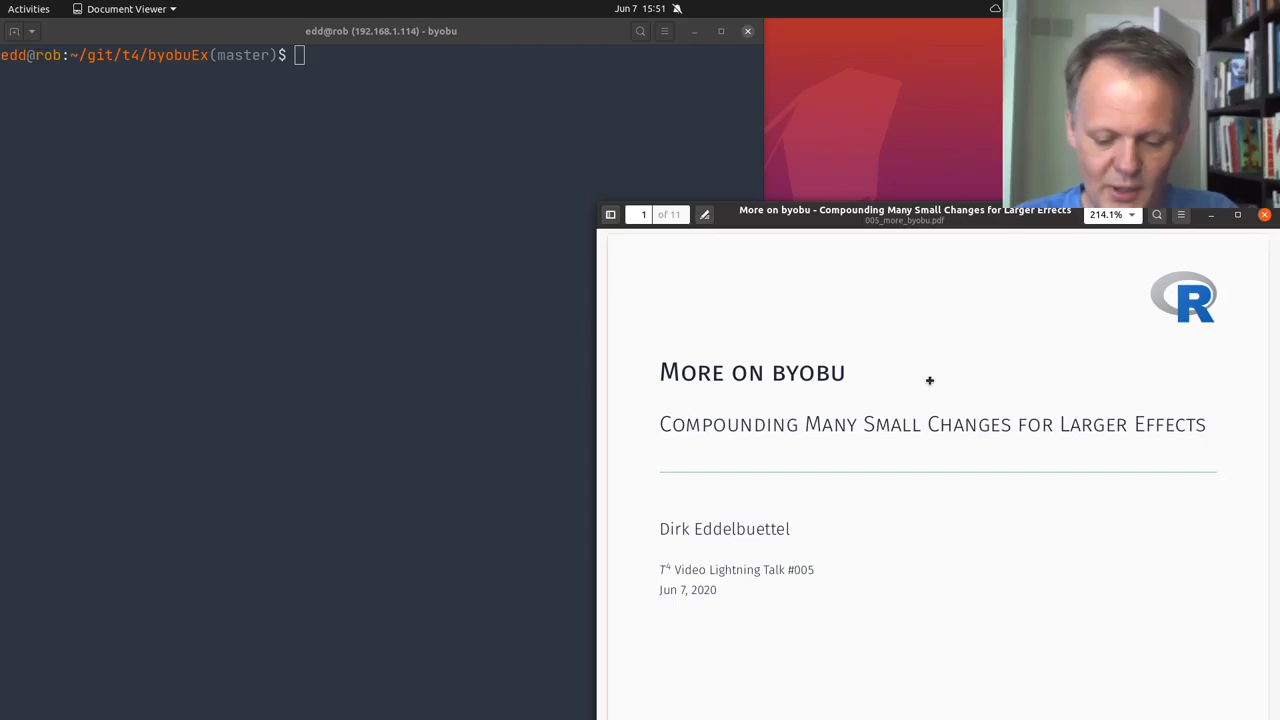 Activities
Document Viewer
Jun 7 15:51
edd@rob (192.168.1.114) - byobu
edd@rob:~/git/t4/byobuEx(master)$
1 of 11
More on byobu - Compounding Many Small Changes for Larger Effects
005_more_byobu.pdf
214.1%
R
More on byobu
Compounding Many Small Changes for Larger Effects
Dirk Eddelbuettel
T⁴ Video Lightning Talk #005
Jun 7, 2020